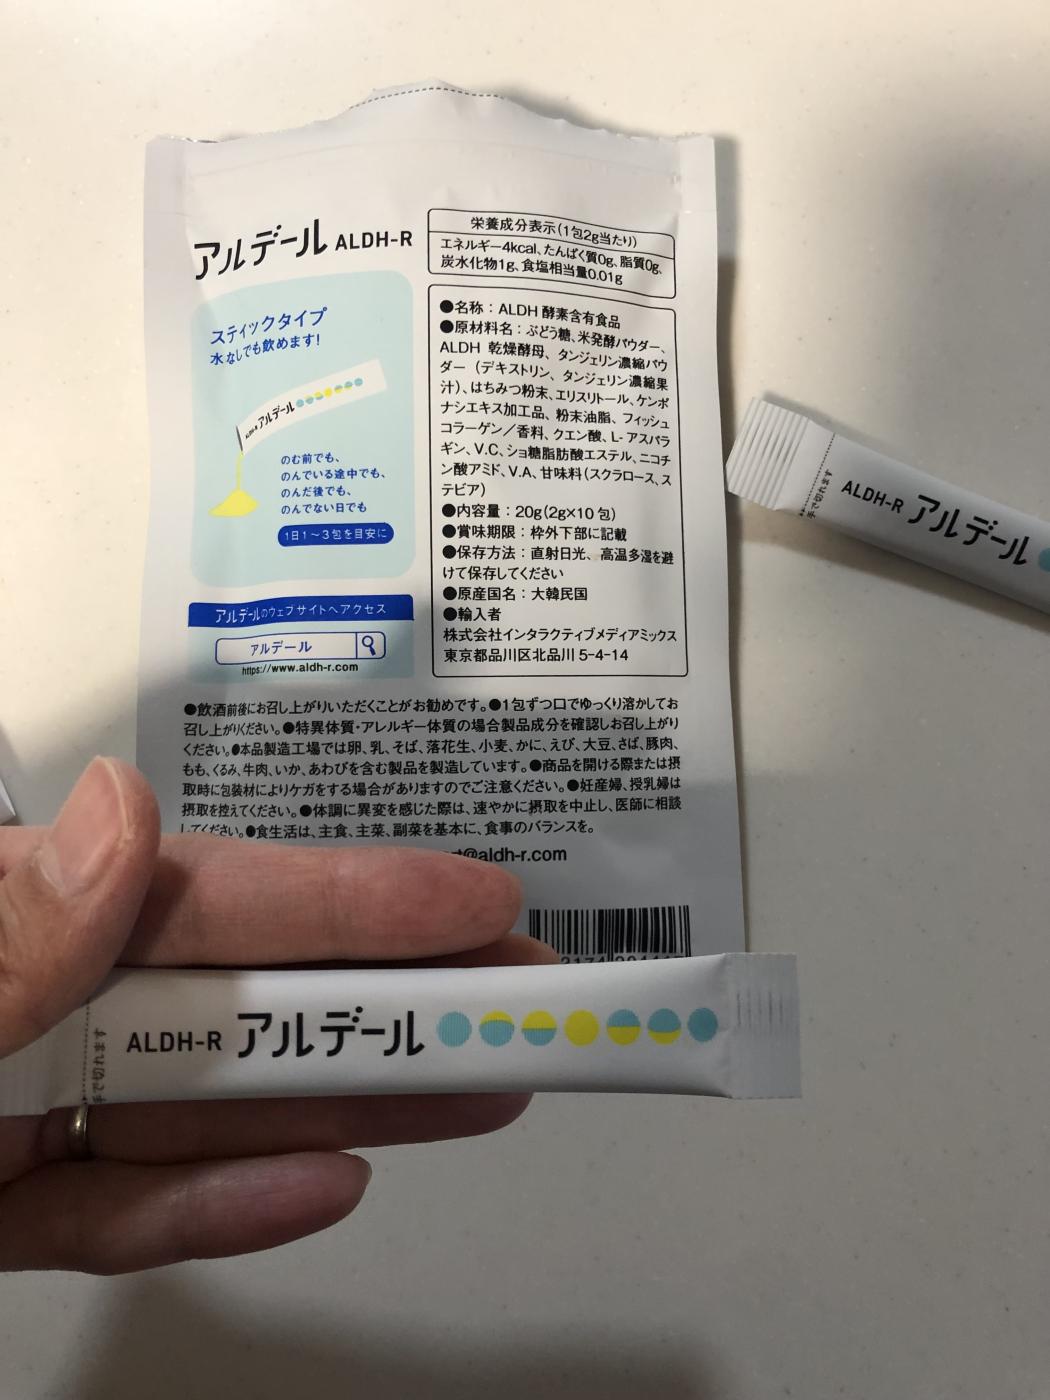 アルデール ALDH-R
スティックタイプ
水なしでも飲めます!
ALDH-R アルデール
のむ前でも、
のんでいる途中でも、
のんだ後でも、
のんでない日でも
1日1〜3包を目安に
アルデールのウェブサイトへアクセス
アルデール
https://www.aldh-r.com
栄養成分表示(1包2g当たり)
エネルギー4kcal、たんぱく質0g、脂質0g、
炭水化物1g、食塩相当量0.01g
●名称：ALDH 酵素含有食品
●原材料名：ぶどう糖、米発酵パウダー、
ALDH 乾燥酵母、タンジェリン濃縮パウ
ダー（デキストリン、タンジェリン濃縮果
汁）、はちみつ粉末、エリスリトール、ケンポ
ナシエキス加工品、粉末油脂、フィッシュ
コラーゲン／香料、クエン酸、L-アスパラ
ギン、V.C、ショ糖脂肪酸エステル、ニコチ
ン酸アミド、V.A、甘味料（スクラロース、ス
テビア）
●内容量：20g(2g×10包)
●賞味期限：枠外下部に記載
●保存方法：直射日光、高温多湿を避
けて保存してください
●原産国名：大韓民国
●輸入者
株式会社インタラクティブメディアミックス
東京都品川区北品川 5-4-14
●飲酒前後にお召し上がりいただくことがお勧めです。●1包ずつ口でゆっくり溶かしてお
召し上がりください。●特異体質・アレルギー体質の場合製品成分を確認しお召し上がり
ください。●本品製造工場では卵、乳、そば、落花生、小麦、かに、えび、大豆、さば、豚肉、
もも、くるみ、牛肉、いか、あわびを含む製品を製造しています。●商品を開ける際または摂
取時に包装材によりケガをする場合がありますのでご注意ください。●妊産婦、授乳婦は
摂取を控えてください。●体調に異変を感じた際は、速やかに摂取を中止し、医師に相談
してください。●食生活は、主食、主菜、副菜を基本に、食事のバランスを。
@aldh-r.com
手で切れます
ALDH-R アルデール
手で切れます
ALDH-R アルデール